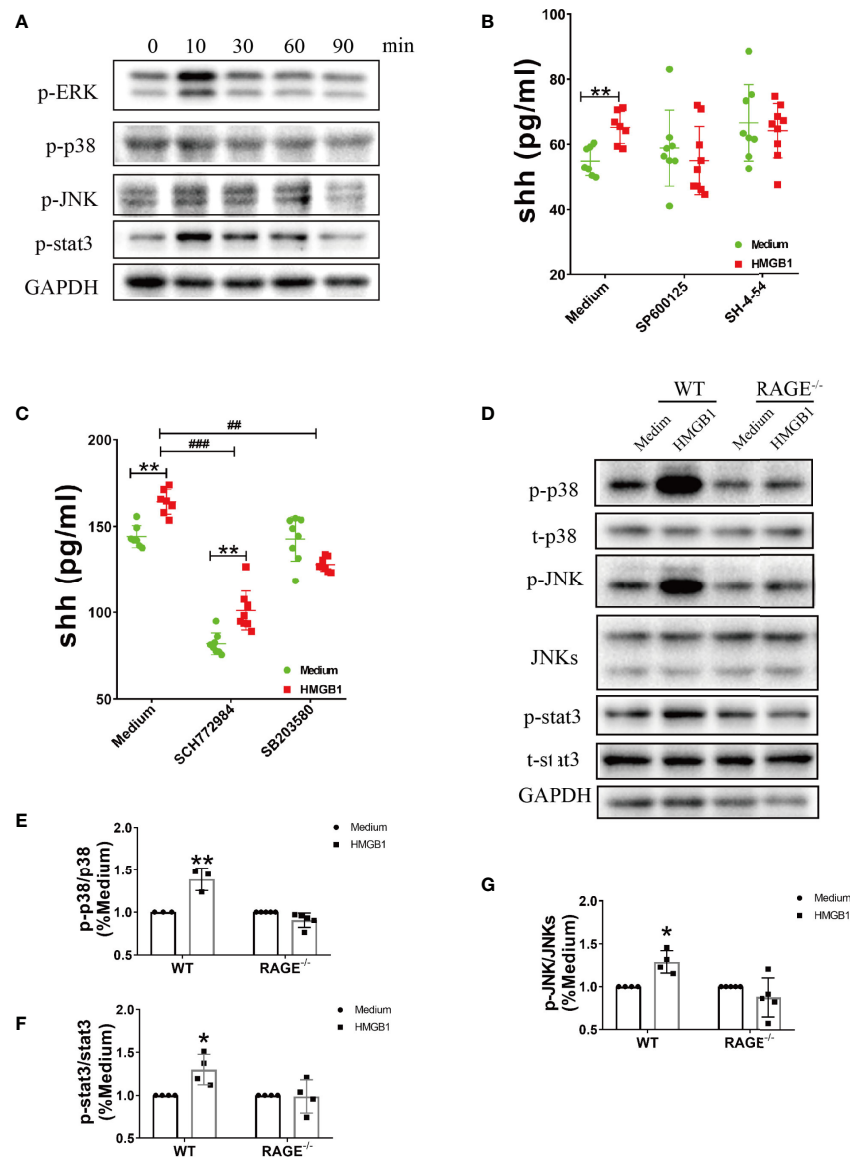 A
0 10 30 60 90 min
p-ERK
p-p38
p-JNK
p-stat3
GAPDH
B
shh (pg/ml)
100
80
60
40
20
**
Medium
HMGB1
Medium
SP600125
SH-4-54
C
shh (pg/ml)
200
150
100
50
##
###
**
**
Medium
HMGB1
Medium
SCH772984
SB203580
D
WT RAGE-/-
Medim HMGB1 Medium HMGB1
p-p38
t-p38
p-JNK
JNKs
p-stat3
t-stat3
GAPDH
E
p-p38/p38
(%Medium)
2.0
1.5
1.0
0.5
**
Medium
HMGB1
WT RAGE-/-
F
p-stat3/stat3
(%Medium)
2.0
1.5
1.0
0.5
*
Medium
HMGB1
WT RAGE-/-
G
p-JNK/JNKs
(%Medium)
2.0
1.5
1.0
0.5
*
Medium
HMGB1
WT RAGE-/-